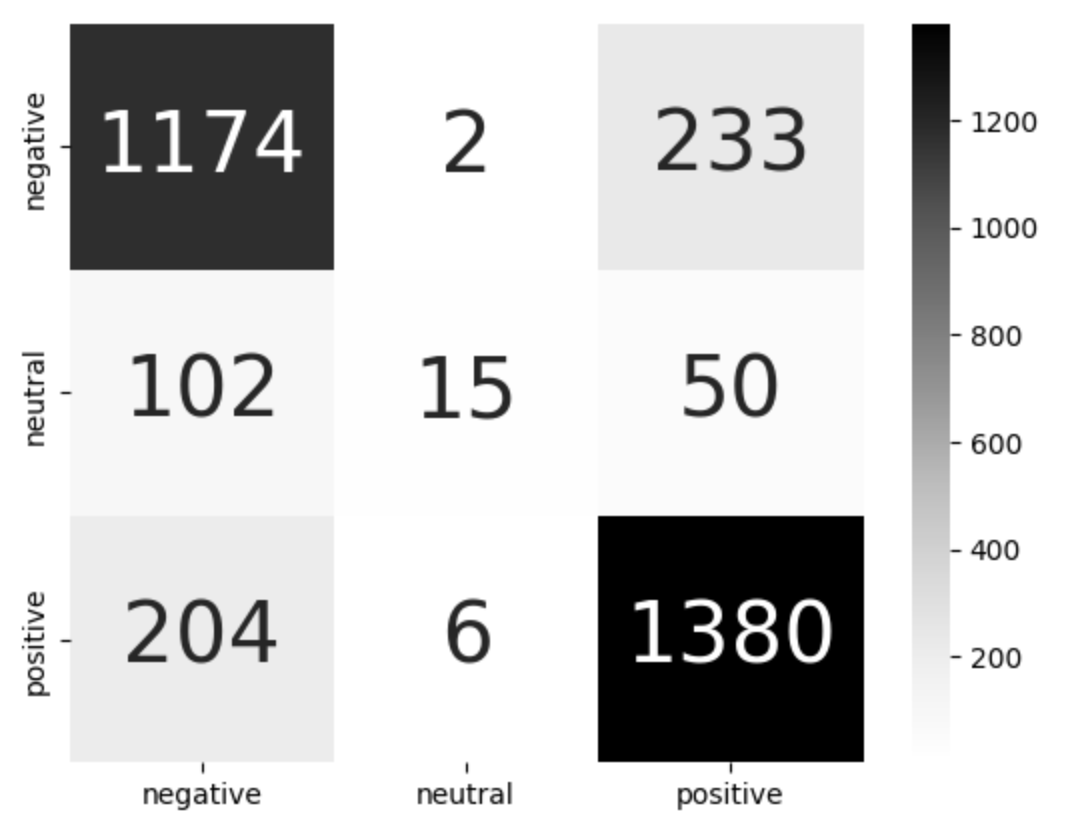 negative 1174 2 233
neutral 102 15 50
positive 204 6 1380
negative neutral positive
1200
1000
800
600
400
200